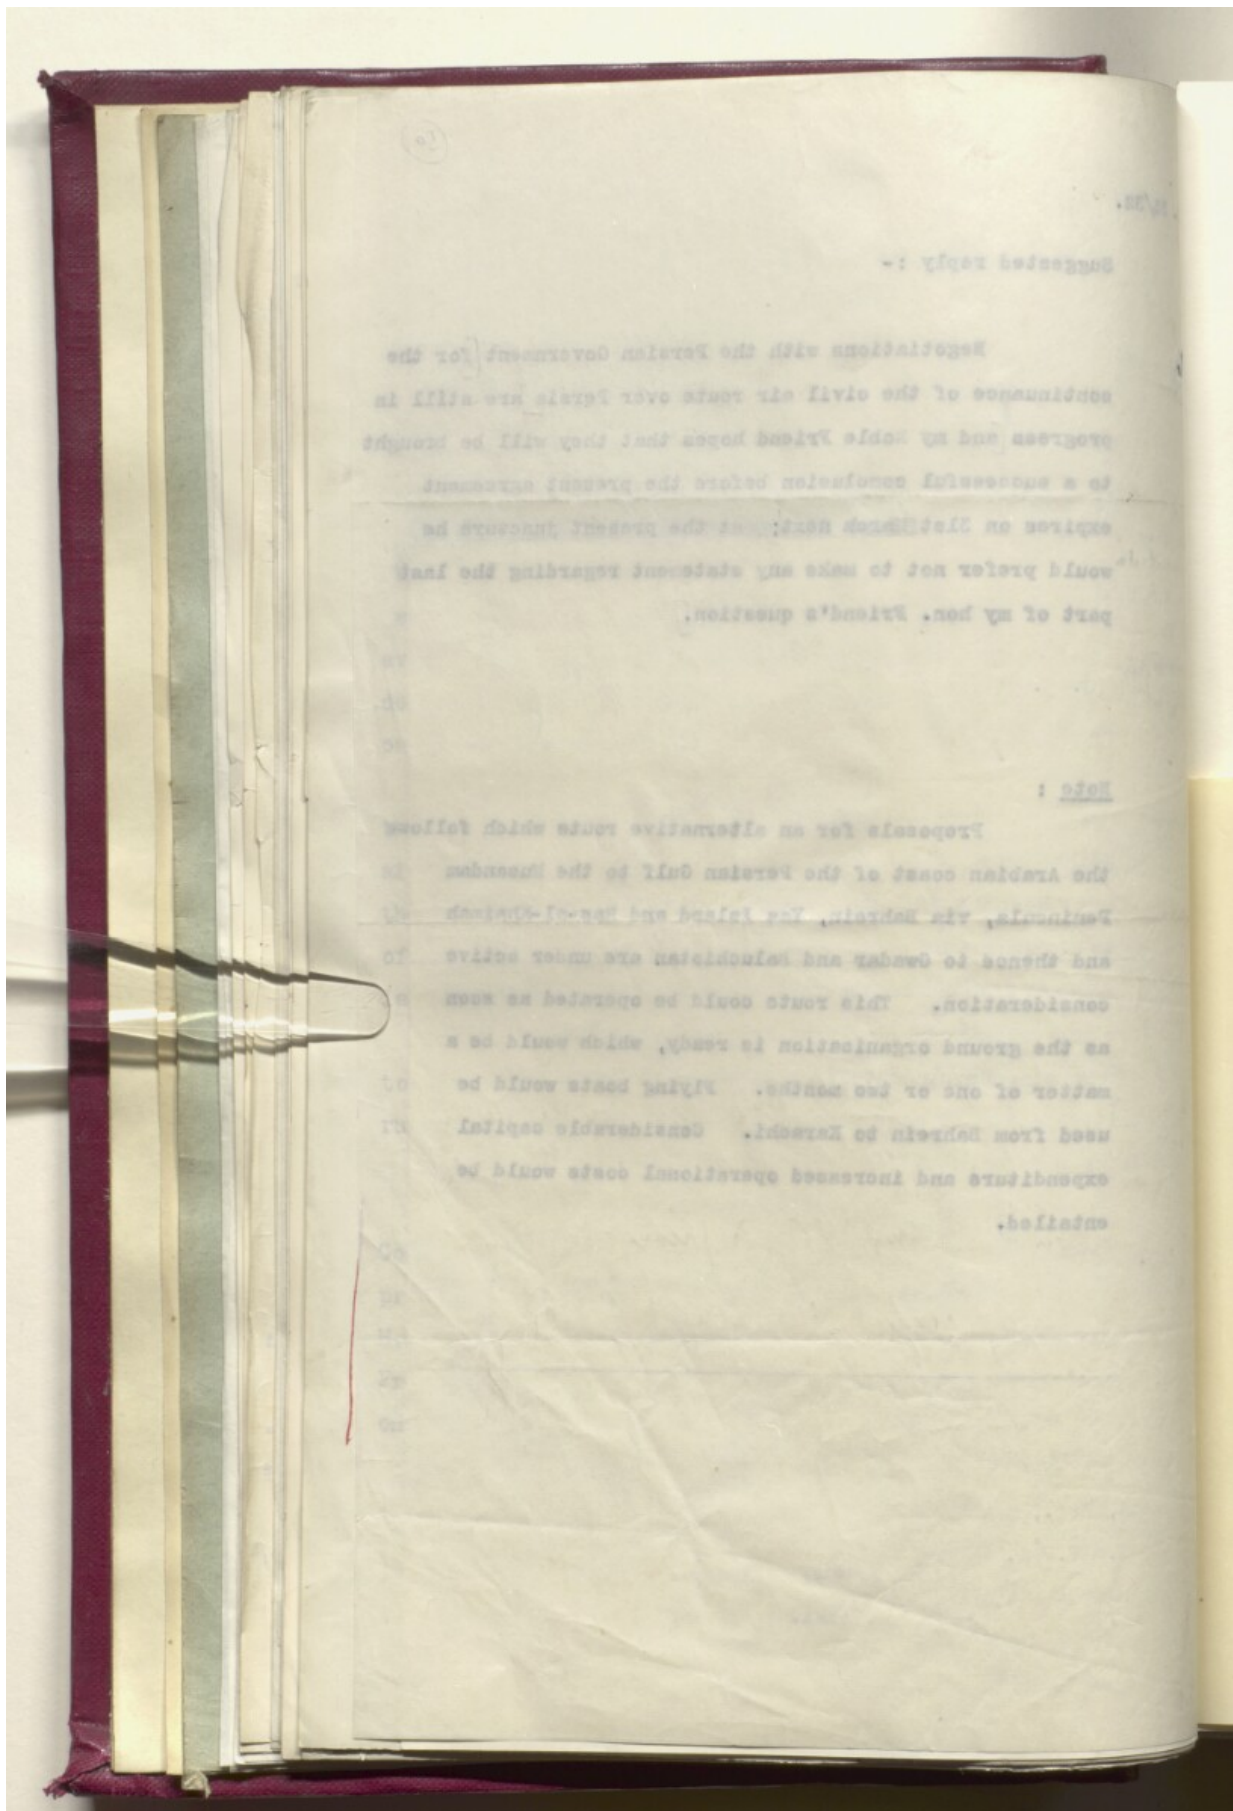 Suggested reply :-
Negotiations with the Persian Government for the
continuance of the civil air route over Persia are still in
progress and my Noble Friend hopes that they will be brought
to a successful conclusion before the present agreement
expires on 31st March next; at the present juncture he
would prefer not to make any statement regarding the last
part of my hon. Friend's question.
Note :
Proposals for an alternative route which follows
the Arabian coast of the Persian Gulf to the Musandam
Peninsula, via Bahrein, Yas Island and Ras-el-Khaimah
and thence to Gwadar and Baluchistan are under active
consideration. This route could be operated as soon
as the ground organisation is ready, which would be a
matter of one or two months. Flying boats would be
used from Bahrein to Karachi. Considerable capital
expenditure and increased operational costs would be
entailed.